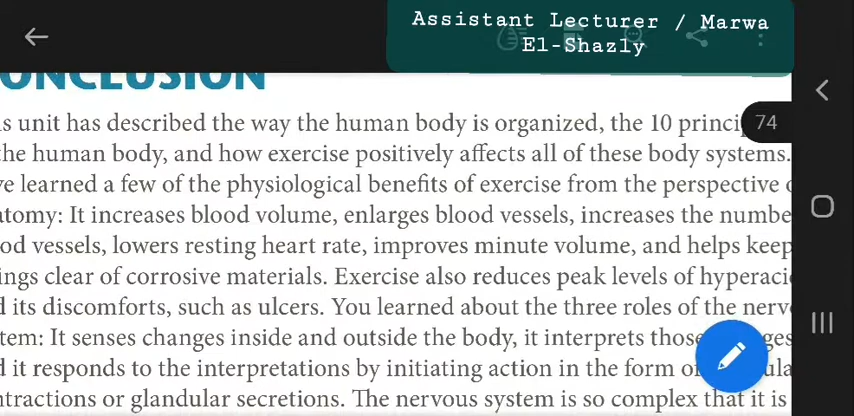 Assistant Lecturer / Marwa
El-Shazly
ONCLUSION
is unit has described the way the human body is organized, the 10 princi
74
the human body, and how exercise positively affects all of these body systems.
ve learned a few of the physiological benefits of exercise from the perspective o
atomy: It increases blood volume, enlarges blood vessels, increases the numbe
od vessels, lowers resting heart rate, improves minute volume, and helps keep
ings clear of corrosive materials. Exercise also reduces peak levels of hyperaci
d its discomforts, such as ulcers. You learned about the three roles of the nerv
tem: It senses changes inside and outside the body, it interprets those ges
d it responds to the interpretations by initiating action in the form of ula
ntractions or glandular secretions. The nervous system is so complex that it is